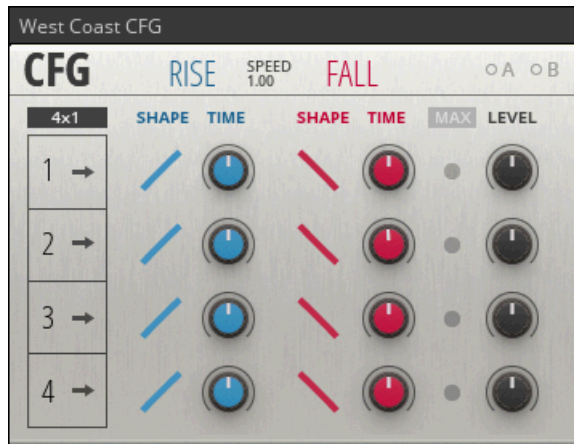 West Coast CFG
CFG RISE SPEED 1.00 FALL A B
4x1 SHAPE TIME SHAPE TIME MAX LEVEL
1
2
3
4